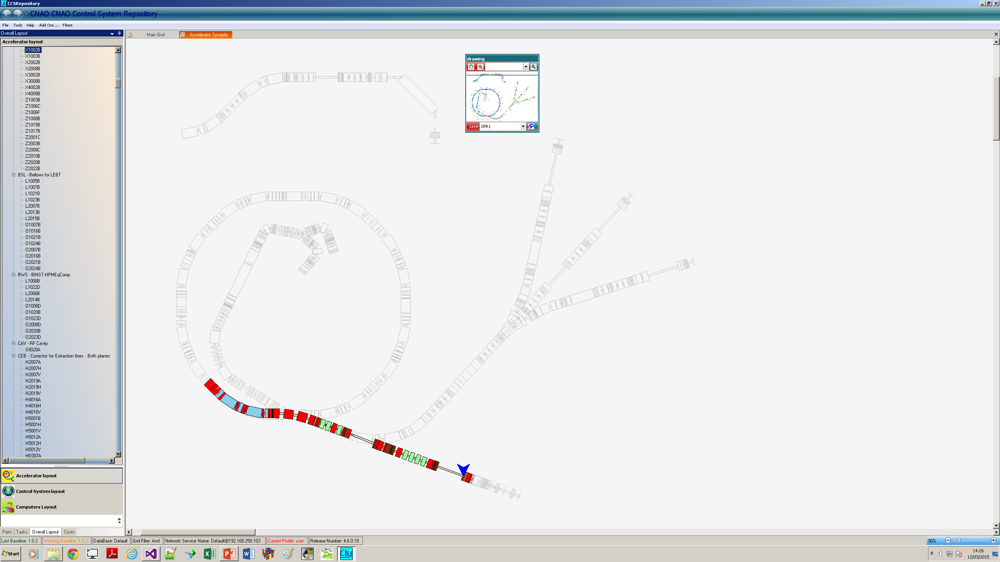 CCSRepository
CNAO CNAO Control System Repository
File Tools Help Add Ons ... Filters
Overall Layout
Accelerator layout
X1002B
X1003B
X2002B
X2008B
X3002B
X3008B
X4002B
X4008B
Z1003B
Z1006C
Z1006F
Z1008B
Z1015B
Z1017B
Z2001C
Z2003B
Z2008C
Z2010B
Z2020B
Z2022B
BSL - Bellows for LEBT
L1005B
L1007B
L1021B
L1023B
L2007B
L2013B
L2015B
O1007B
O1016B
O1021B
O1024B
O2007B
O2016B
O2021B
O2024B
BWS - BINST-HPMEqComp
L1006B
L1022D
L2006B
L2014B
O1008D
O1020B
O1023D
O2008D
O2020B
O2023D
CAV - RF Cavity
S8020A
CEB - Corrector for Extraction lines - Both planes
H2007A
H2007H
H2007V
H2019A
H2019H
H2019V
H4016A
H4016H
H4016V
H5001B
H5001H
H5001V
H5012A
H5012H
H5012V
HE007A
Accelerator layout
Control System layout
Computers Layout
Parts Tasks Overall Layout Costs
Main Grid Accelerator Synoptic
drawing
Layer XPR1
Last Baseline: 1.0.2 Working Baseline: 1.0.2 DataBase: Default Grid Filter: And Network Service Name: Default@192.168.250.103 Current Profile: user Release Number: 4.6.0.19 90%
Start
14:26
12/03/2015